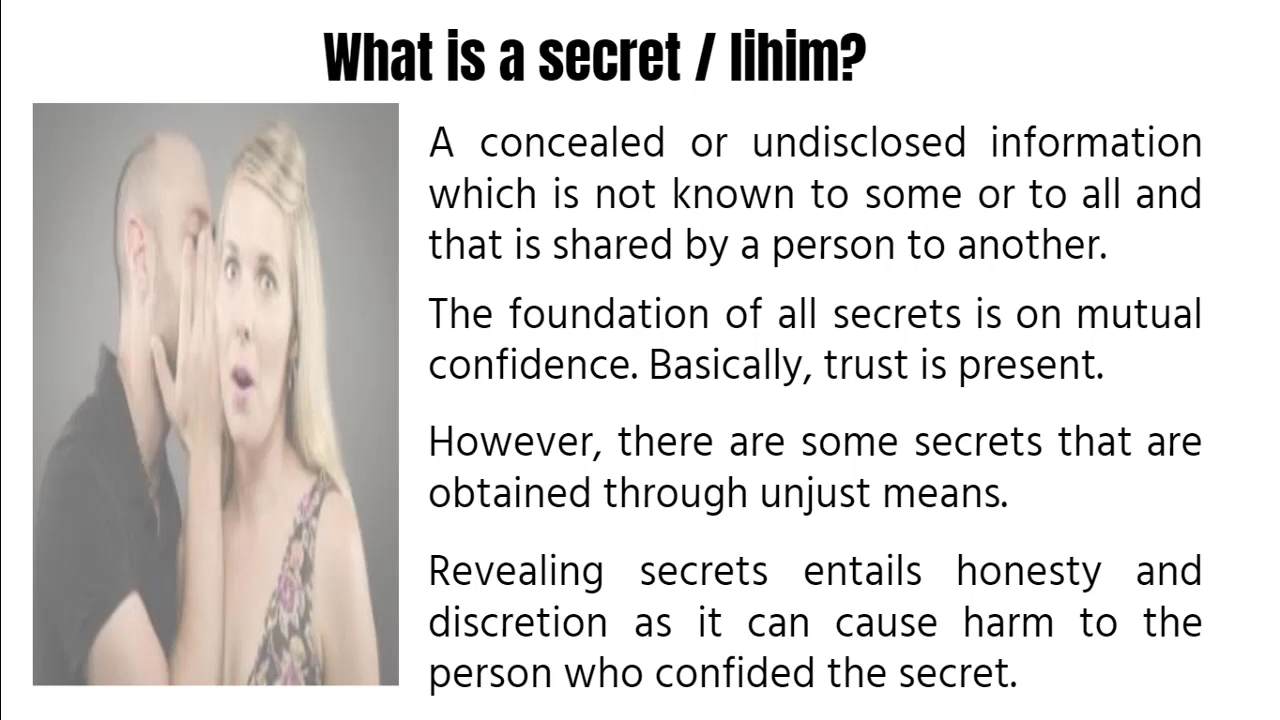 What is a secret / lihim?
A concealed or undisclosed information
which is not known to some or to all and
that is shared by a person to another.
The foundation of all secrets is on mutual
confidence. Basically, trust is present.
However, there are some secrets that are
obtained through unjust means.
Revealing secrets entails honesty and
discretion as it can cause harm to the
person who confided the secret.